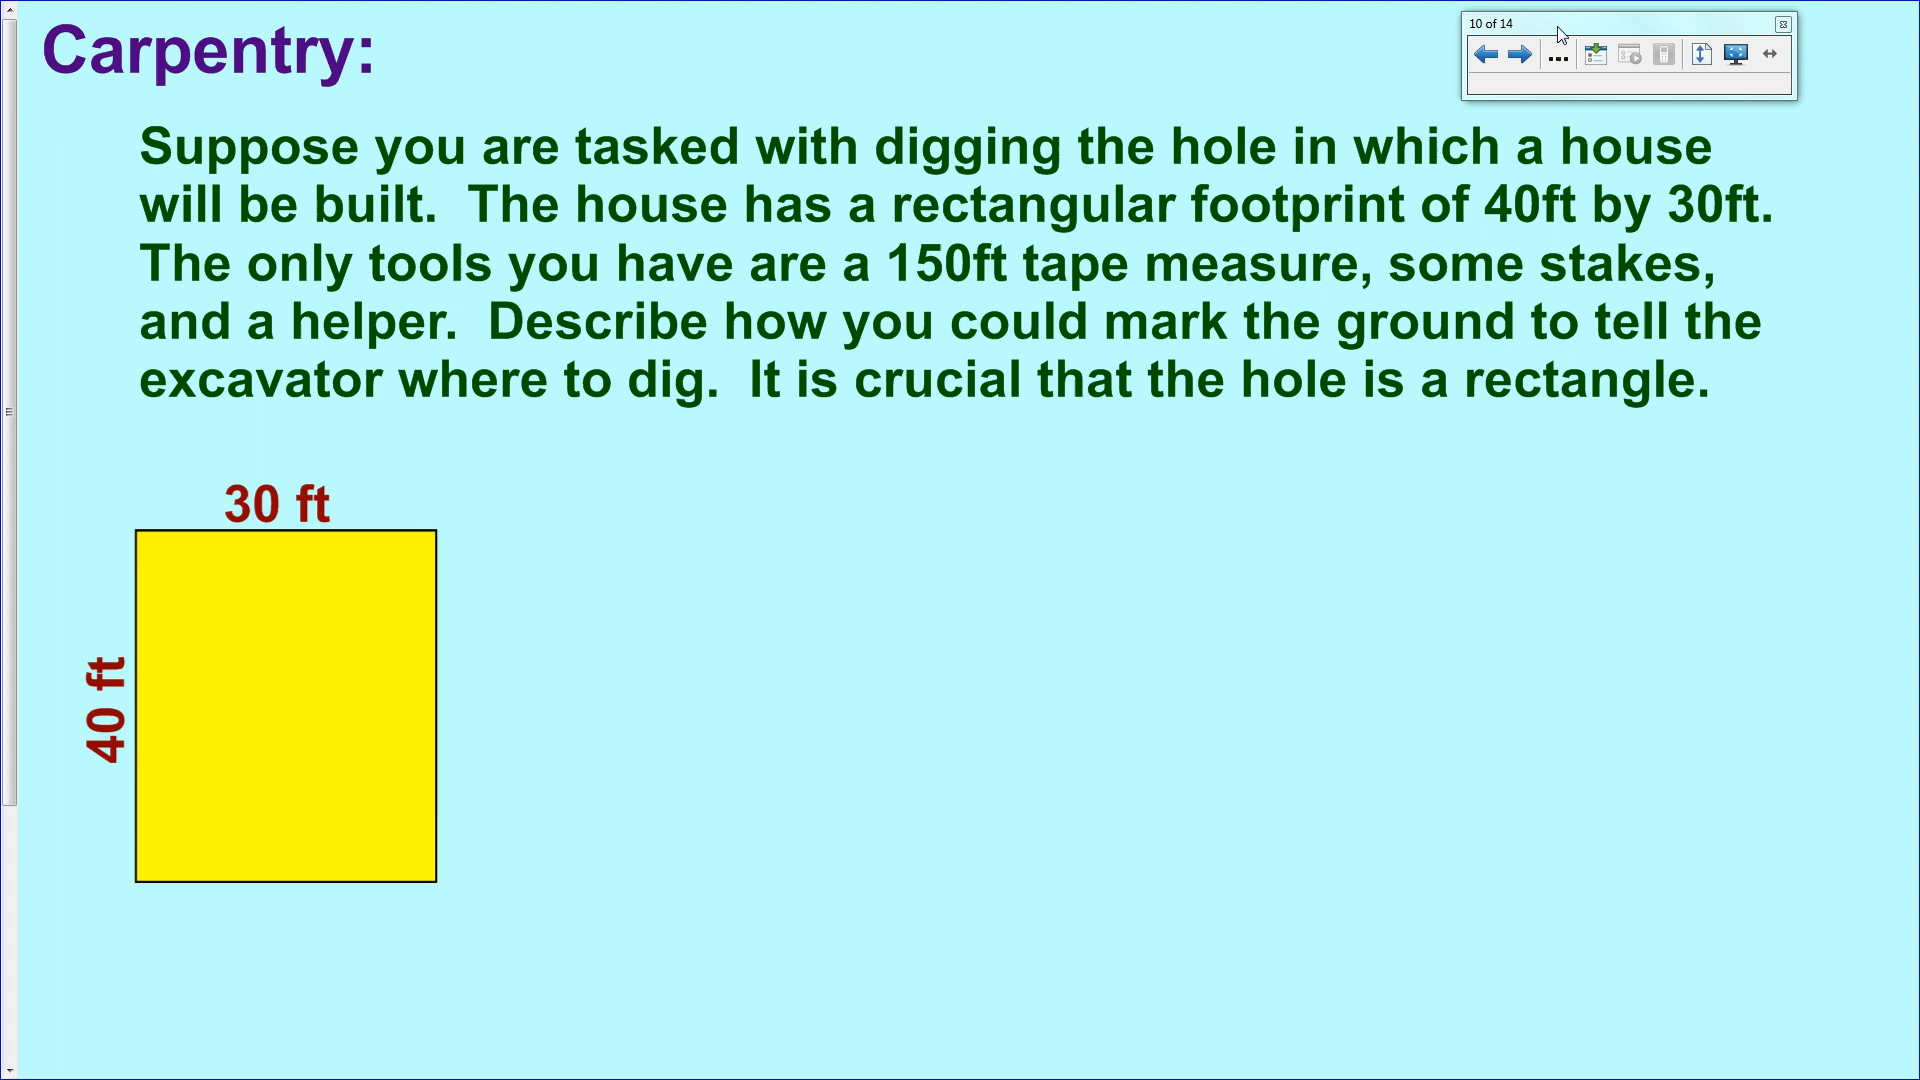 Carpentry:
10 of 14
Suppose you are tasked with digging the hole in which a house
will be built.  The house has a rectangular footprint of 40ft by 30ft.
The only tools you have are a 150ft tape measure, some stakes,
and a helper.  Describe how you could mark the ground to tell the
excavator where to dig.  It is crucial that the hole is a rectangle.
30 ft
40 ft